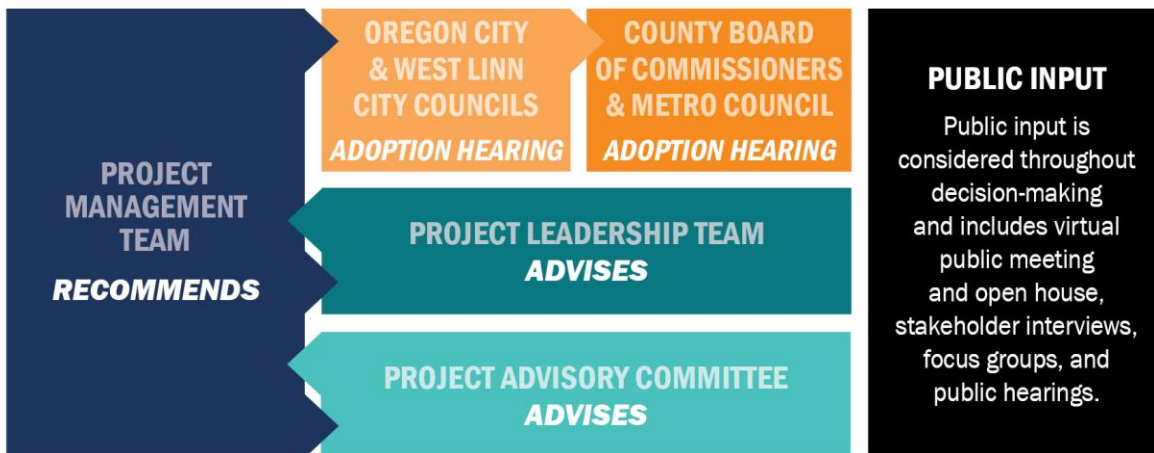 PROJECT
MANAGEMENT
TEAM
RECOMMENDS
OREGON CITY
& WEST LINN
CITY COUNCILS
ADOPTION HEARING
COUNTY BOARD
OF COMMISSIONERS
& METRO COUNCIL
ADOPTION HEARING
PROJECT LEADERSHIP TEAM
ADVISES
PROJECT ADVISORY COMMITTEE
ADVISES
PUBLIC INPUT
Public input is
considered throughout
decision-making
and includes virtual
public meeting
and open house,
stakeholder interviews,
focus groups, and
public hearings.